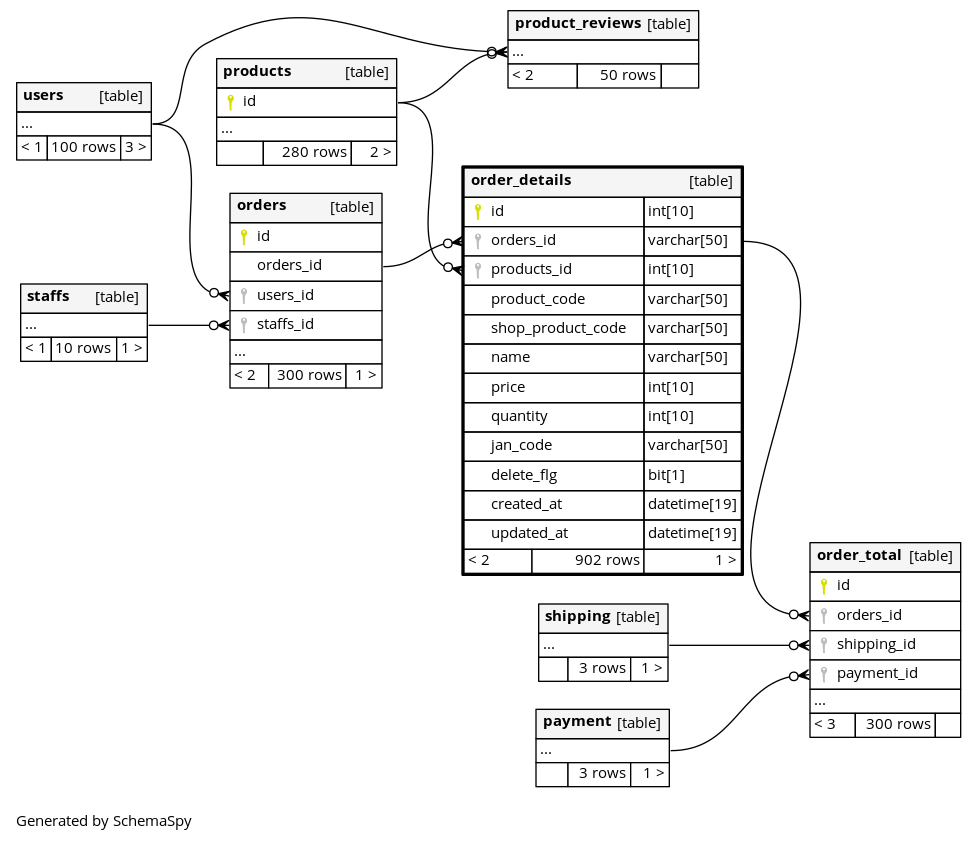 product_reviews [table]
...
< 2 50 rows
products [table]
id
...
280 rows 2 >
users [table]
...
< 1 100 rows 3 >
order_details [table]
id int[10]
orders_id varchar[50]
products_id int[10]
product_code varchar[50]
shop_product_code varchar[50]
name varchar[50]
price int[10]
quantity int[10]
jan_code varchar[50]
delete_flg bit[1]
created_at datetime[19]
updated_at datetime[19]
< 2 902 rows 1 >
orders [table]
id
orders_id
users_id
staffs_id
...
< 2 300 rows 1 >
staffs [table]
...
< 1 10 rows 1 >
order_total [table]
id
orders_id
shipping_id
payment_id
...
< 3 300 rows
shipping [table]
...
3 rows 1 >
payment [table]
...
3 rows 1 >
Generated by SchemaSpy